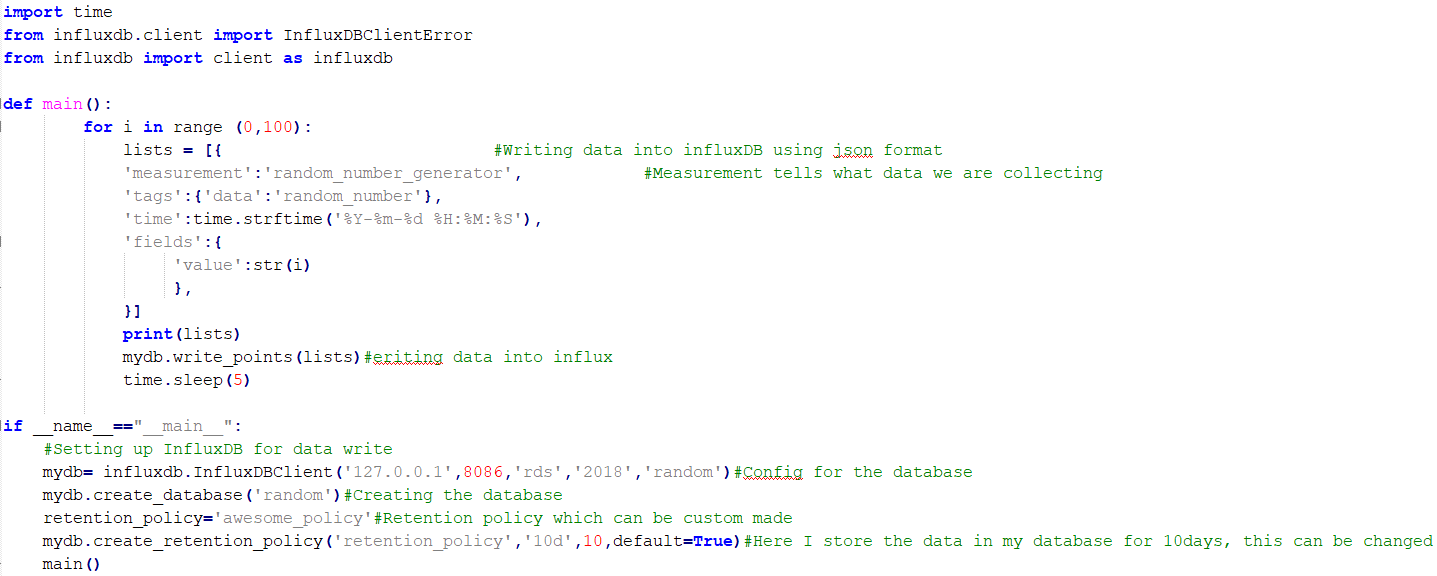 import time
from influxdb.client import InfluxDBClientError
from influxdb import client as influxdb
def main():
for i in range (0,100):
lists = [{ #Writing data into influxDB using json format
'measurement':'random_number_generator', #Measurement tells what data we are collecting
'tags':{'data':'random_number'},
'time':time.strftime('%Y-%m-%d %H:%M:%S'),
'fields':{
'value':str(i)
},
}]
print(lists)
mydb.write_points(lists)#eriting data into influx
time.sleep(5)
if __name__=="__main__":
#Setting up InfluxDB for data write
mydb= influxdb.InfluxDBClient('127.0.0.1',8086,'rds','2018','random')#Config for the database
mydb.create_database('random')#Creating the database
retention_policy='awesome_policy'#Retention policy which can be custom made
mydb.create_retention_policy('retention_policy','10d',10,default=True)#Here I store the data in my database for 10days, this can be changed
main()